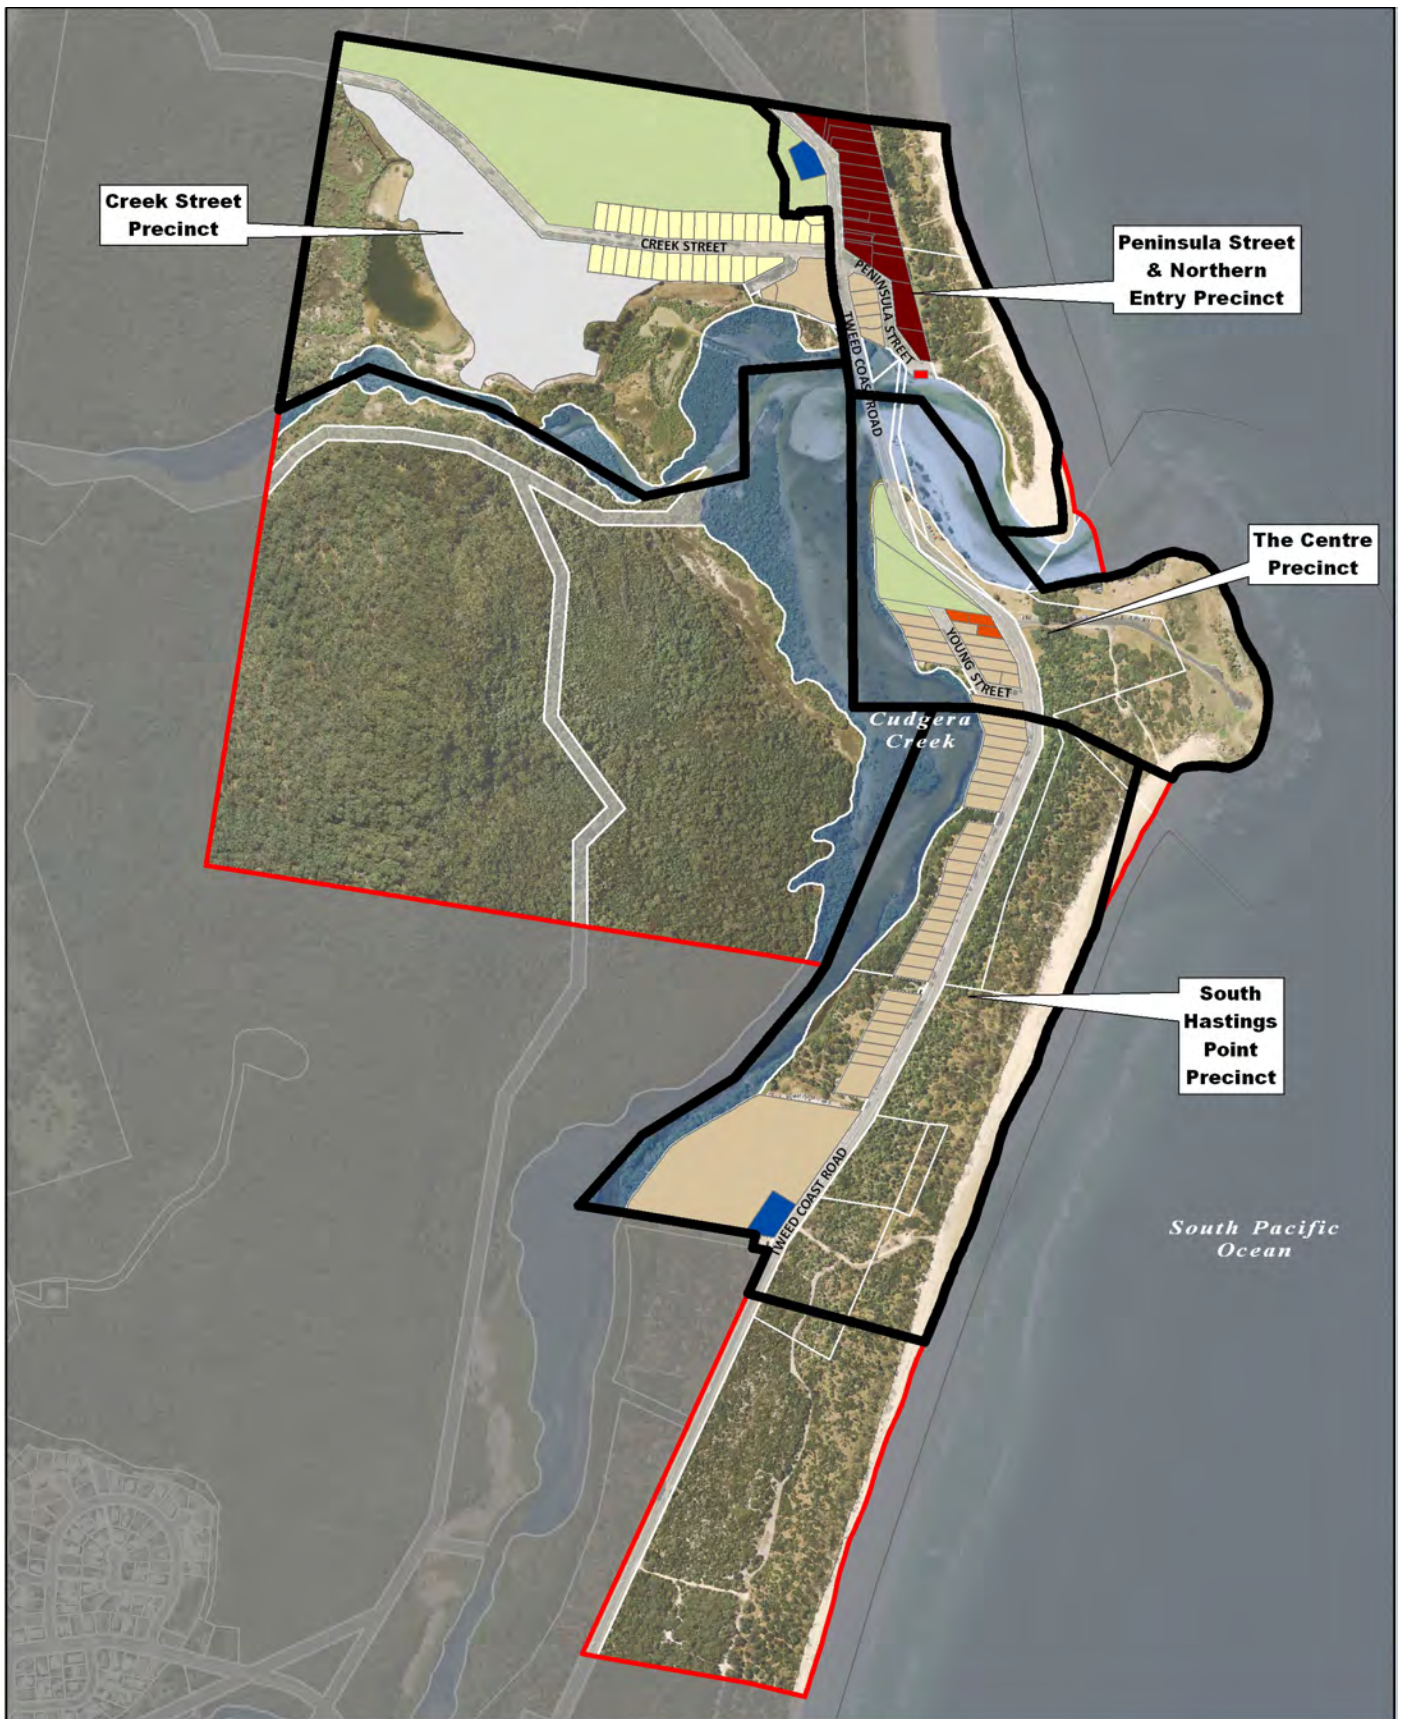 Creek Street
Precinct
CREEK STREET
Peninsula Street
& Northern
Entry Precinct
PENINSULA STREET
TWEED COAST ROAD
The Centre
Precinct
YOUNG STREET
Cudgera
Creek
South
Hastings
Point
Precinct
TWEED COAST ROAD
South Pacific
Ocean